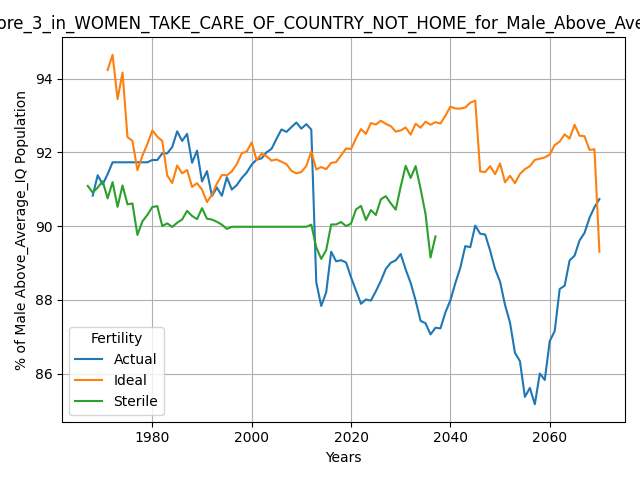 ore_3_in_WOMEN_TAKE_CARE_OF_COUNTRY_NOT_HOME_for_Male_Above_Ave
% of Male Above_Average_IQ Population
94
92
90
88
86
Fertility
Actual
Ideal
Sterile
1980
2000
2020
2040
2060
Years